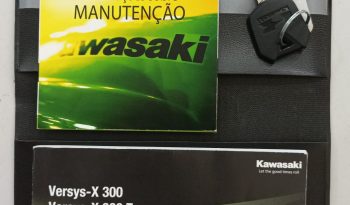 MANUTENÇÃO
Kawasaki
Kawasaki
Let the good times roll
Versys-X 300